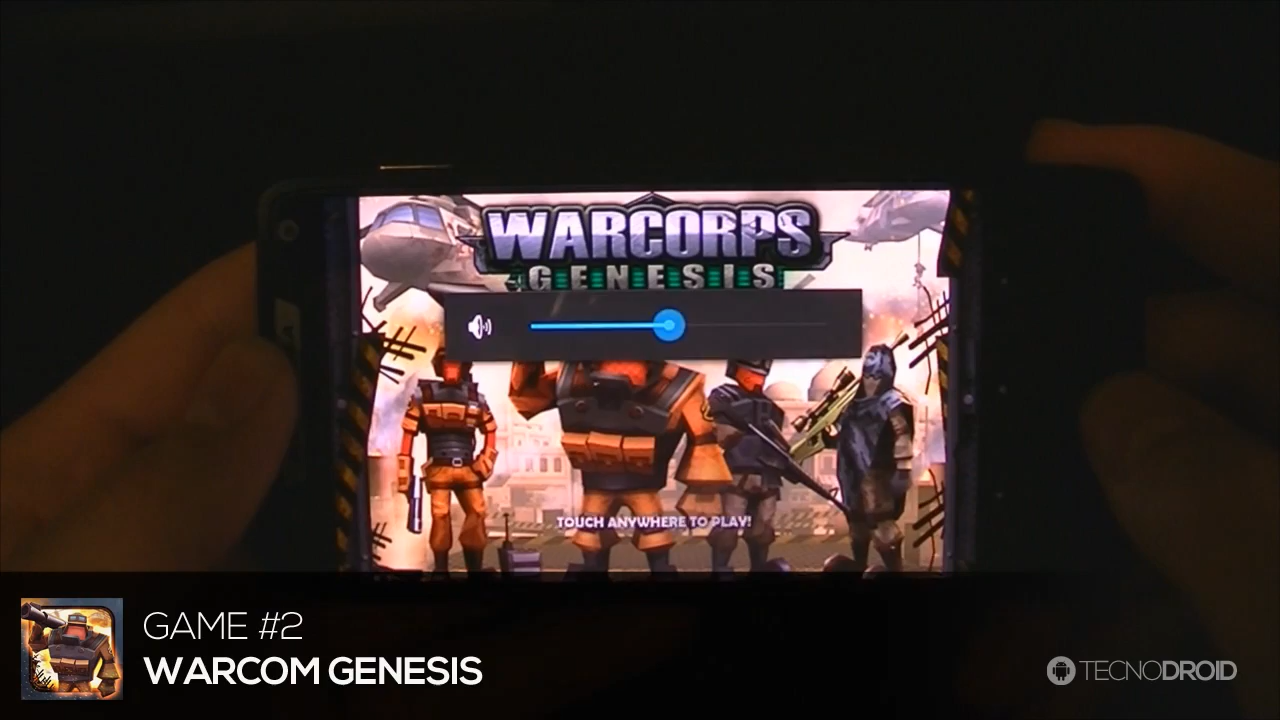 WARCORPS
GENESIS
TOUCH ANYWHERE TO PLAY!
GAME #2
WARCOM GENESIS
TECNODROID